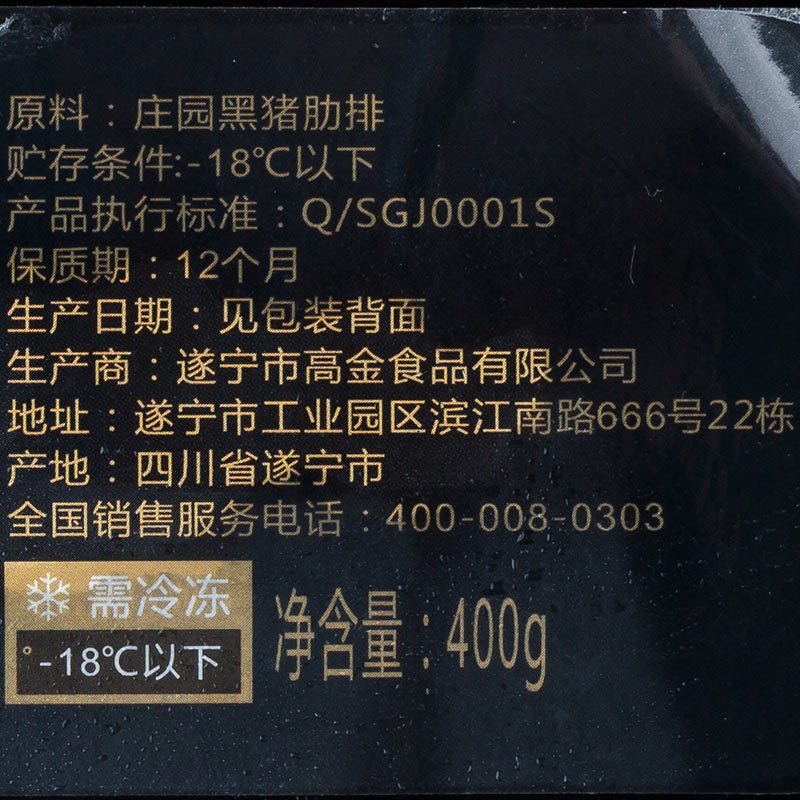 原料：庄园黑猪肋排
贮存条件:-18℃以下
产品执行标准：Q/SGJ0001S
保质期：12个月
生产日期：见包装背面
生产商：遂宁市高金食品有限公司
地址：遂宁市工业园区滨江南路666号22栋
产地：四川省遂宁市
全国销售服务电话：400-008-0303
需冷冻
-18℃以下
净含量：400g